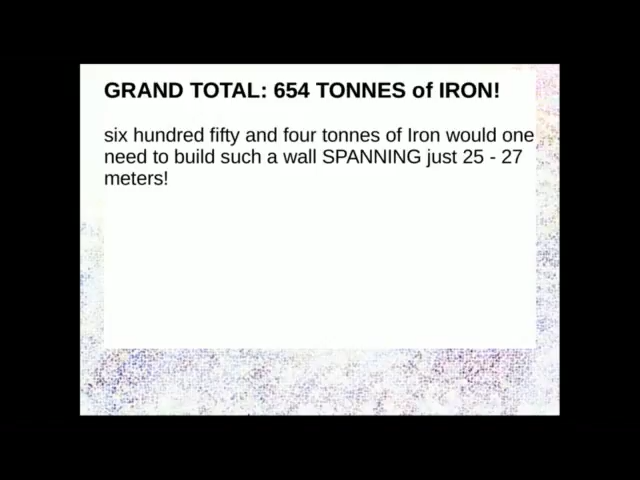 GRAND TOTAL: 654 TONNES of IRON!
six hundred fifty and four tonnes of Iron would one
need to build such a wall SPANNING just 25 - 27
meters!